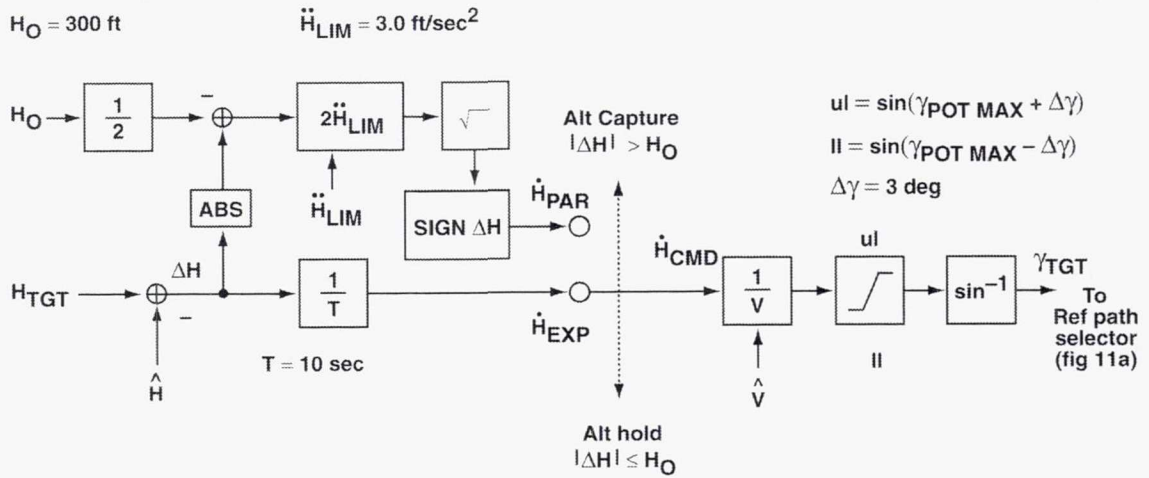 H_O = 300 ft
Ḧ_LIM = 3.0 ft/sec²
H_O
1/2
−
2Ḧ_LIM
√
Ḧ_LIM
ABS
SIGN ΔH
Ḣ_PAR
Alt Capture
|ΔH| > H_O
ul = sin(γ_POT MAX + Δγ)
ll = sin(γ_POT MAX − Δγ)
Δγ = 3 deg
H_TGT
ΔH
−
Ĥ
1/T
T = 10 sec
Ḣ_EXP
Ḣ_CMD
1/V
V̂
ul
ll
sin⁻¹
γ_TGT
To
Ref path
selector
(fig 11a)
Alt hold
|ΔH| ≤ H_O